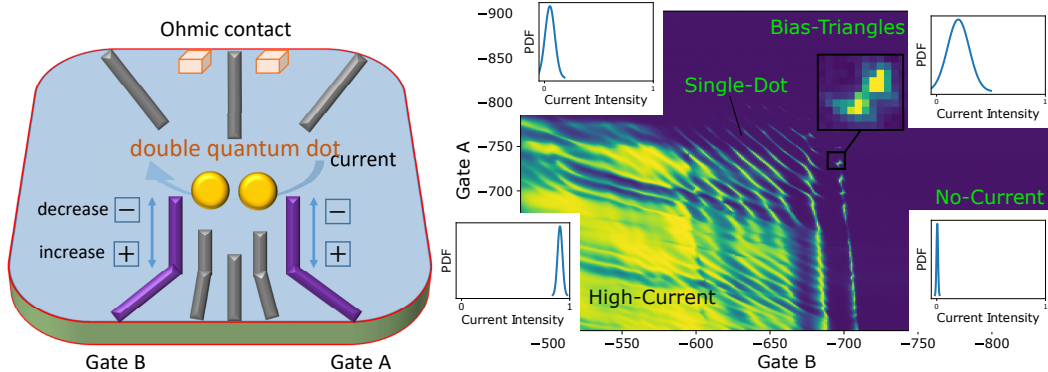 Ohmic contact
double quantum dot
current
decrease
−
−
increase
+
+
Gate B
Gate A
−900
−850
−800
−750
−700
Gate A
PDF
0
1
Current Intensity
Bias-Triangles
Single-Dot
PDF
0
1
Current Intensity
No-Current
PDF
0
1
Current Intensity
High-Current
PDF
1
Current Intensity
−500
−550
−600
−650
−700
−750
−800
Gate B